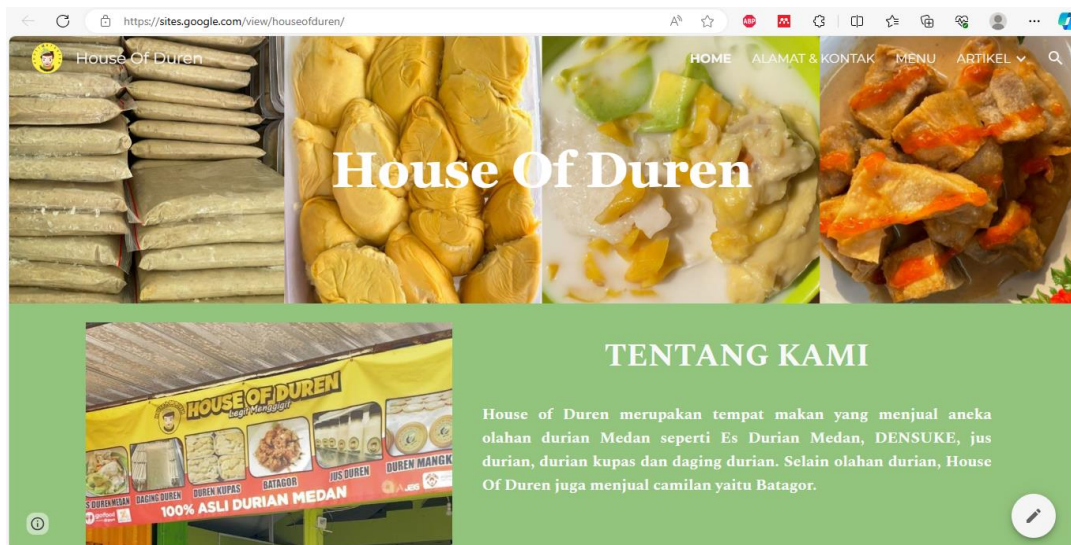 https://sites.google.com/view/houseofduren/
House Of Duren
HOME ALAMAT & KONTAK MENU ARTIKEL
House Of Duren
TENTANG KAMI
House of Duren merupakan tempat makan yang menjual aneka
olahan durian Medan seperti Es Durian Medan, DENSUKE, jus
durian, durian kupas dan daging durian. Selain olahan durian, House
Of Duren juga menjual camilan yaitu Batagor.
HOUSE OF DUREN
Legit Menggigit
DAGING DUREN DUREN KUPAS BATAGOR JUS DUREN DUREN MANGK
100% ASLI DURIAN MEDAN
ABP